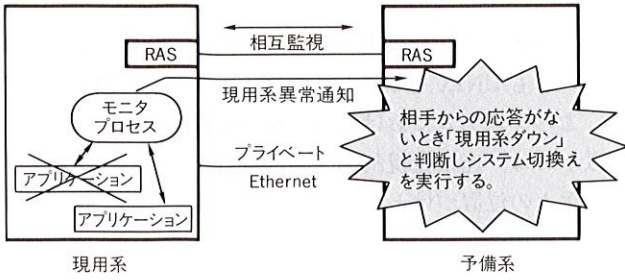 相互監視
RAS
RAS
現用系異常通知
モニタ
プロセス
相手からの応答がな
いとき「現用系ダウン」
と判断しシステム切換え
を実行する。
プライベート
Ethernet
アプリケーション
アプリケーション
現用系
予備系